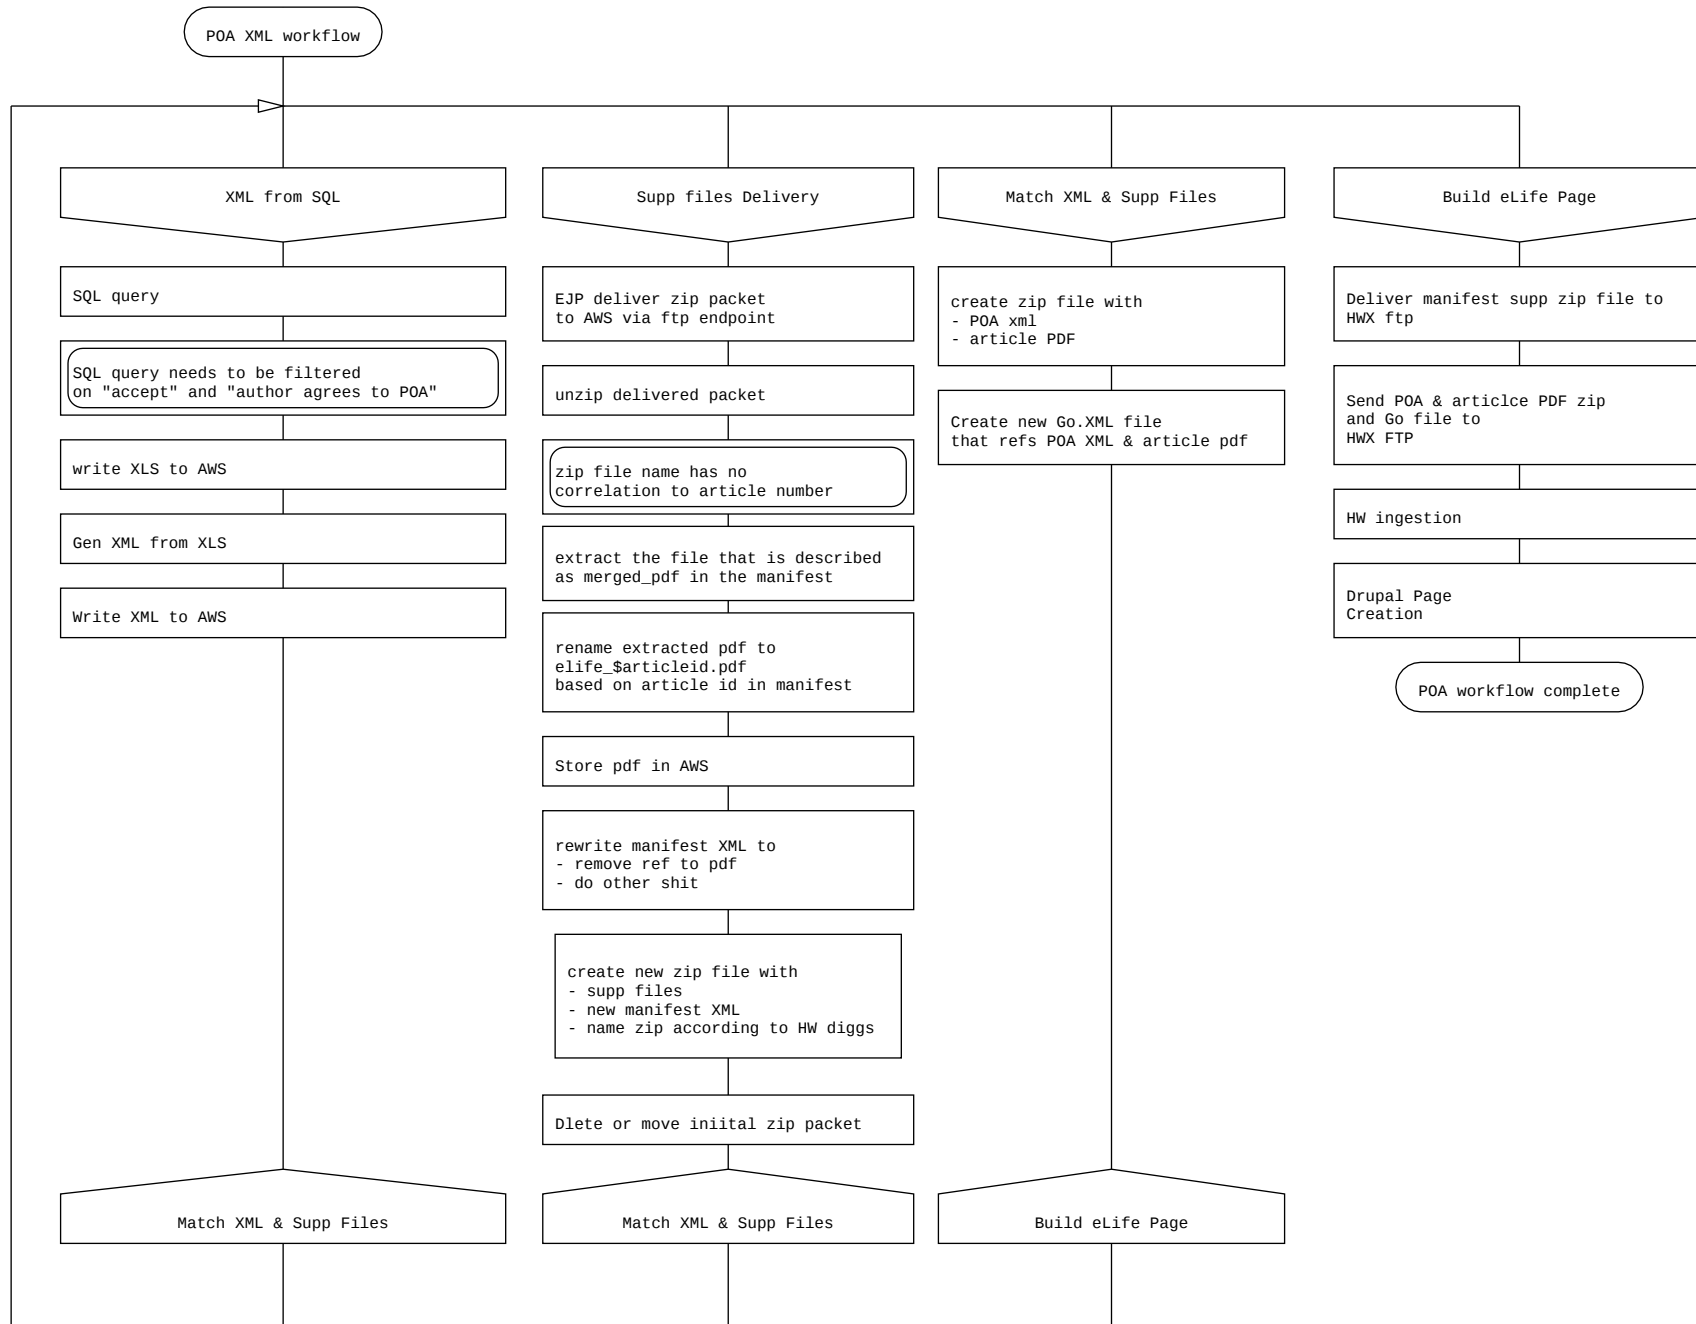 POA XML workflow
XML from SQL
SQL query
SQL query needs to be filtered
on "accept" and "author agrees to POA"
write XLS to AWS
Gen XML from XLS
Write XML to AWS
Match XML & Supp Files
Supp files Delivery
EJP deliver zip packet
to AWS via ftp endpoint
unzip delivered packet
zip file name has no
correlation to article number
extract the file that is described
as merged_pdf in the manifest
rename extracted pdf to
elife_$articleid.pdf
based on article id in manifest
Store pdf in AWS
rewrite manifest XML to
- remove ref to pdf
- do other shit
create new zip file with
- supp files
- new manifest XML
- name zip according to HW diggs
Dlete or move iniital zip packet
Match XML & Supp Files
Match XML & Supp Files
create zip file with
- POA xml
- article PDF
Create new Go.XML file
that refs POA XML & article pdf
Build eLife Page
Build eLife Page
Deliver manifest supp zip file to
HWX ftp
Send POA & articlce PDF zip
and Go file to
HWX FTP
HW ingestion
Drupal Page
Creation
POA workflow complete